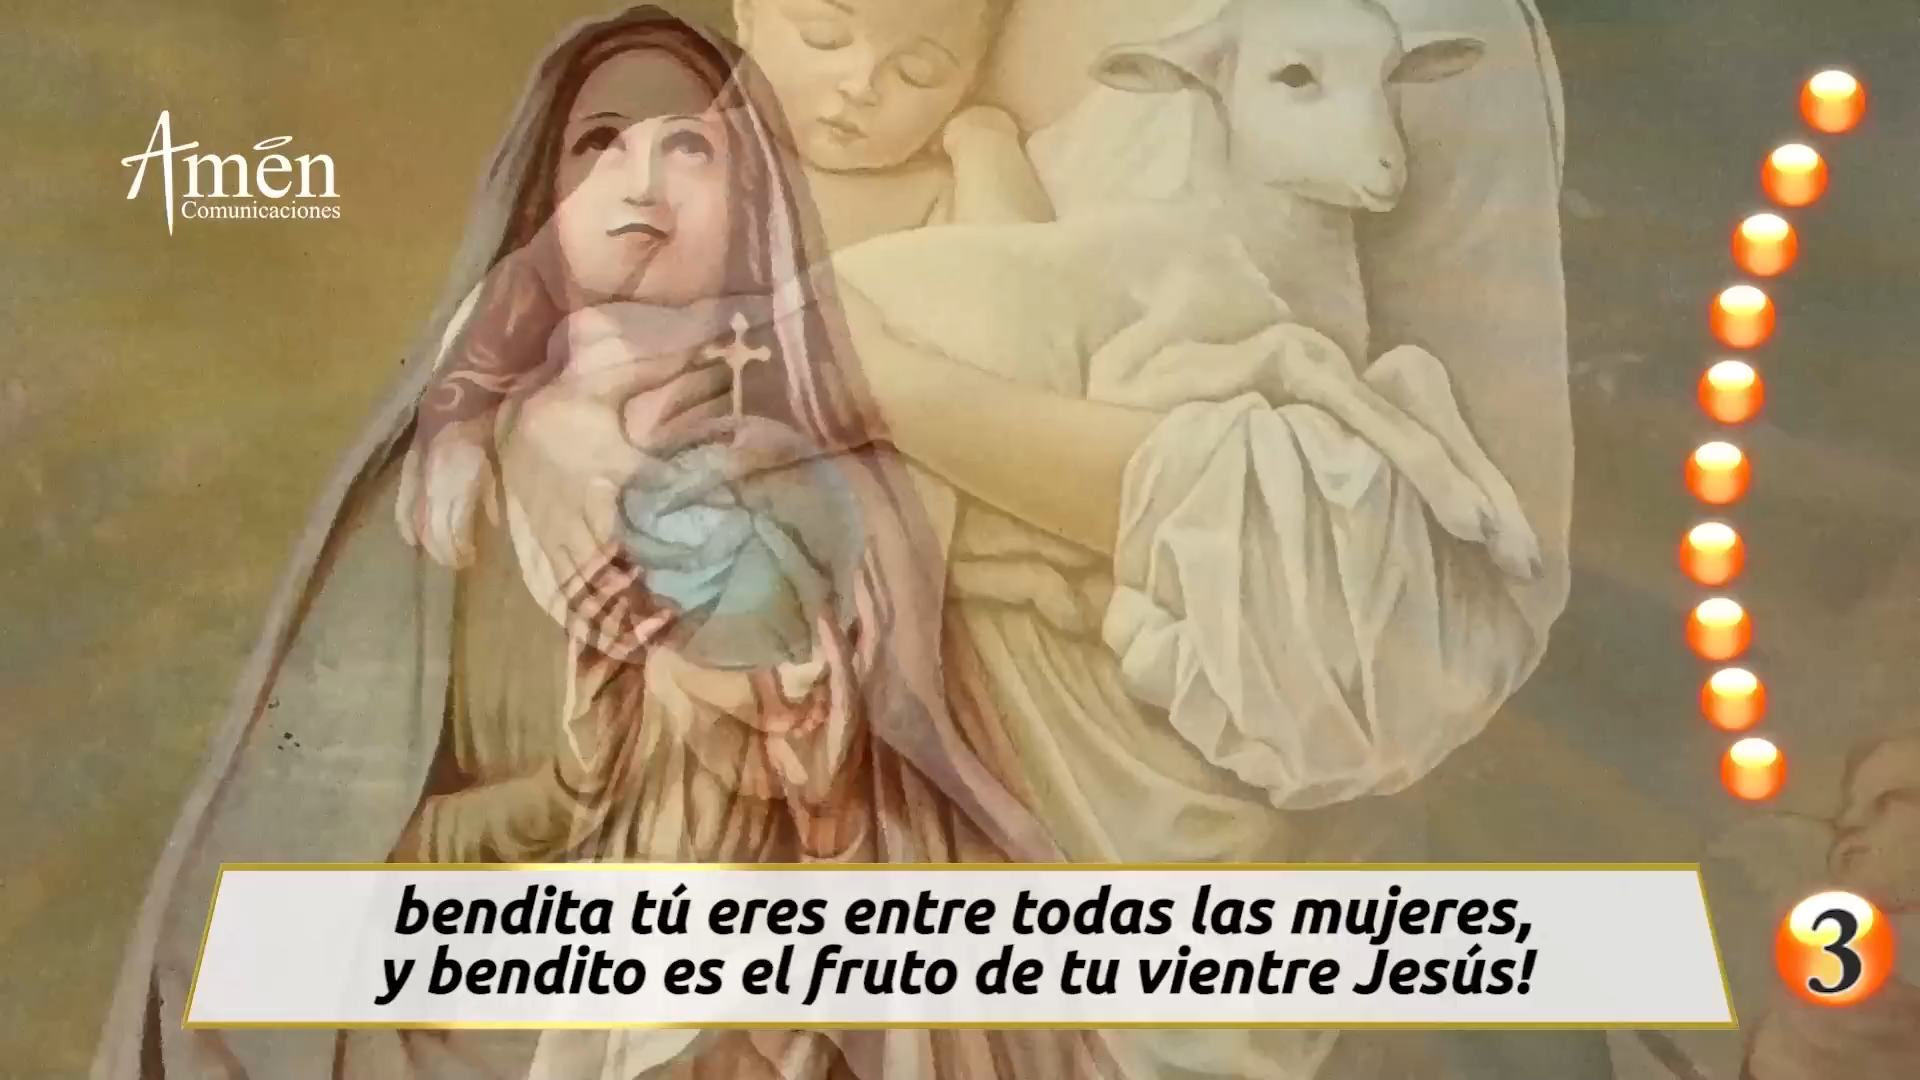 Amén
Comunicaciones
bendita tú eres entre todas las mujeres,
y bendito es el fruto de tu vientre Jesús!
3